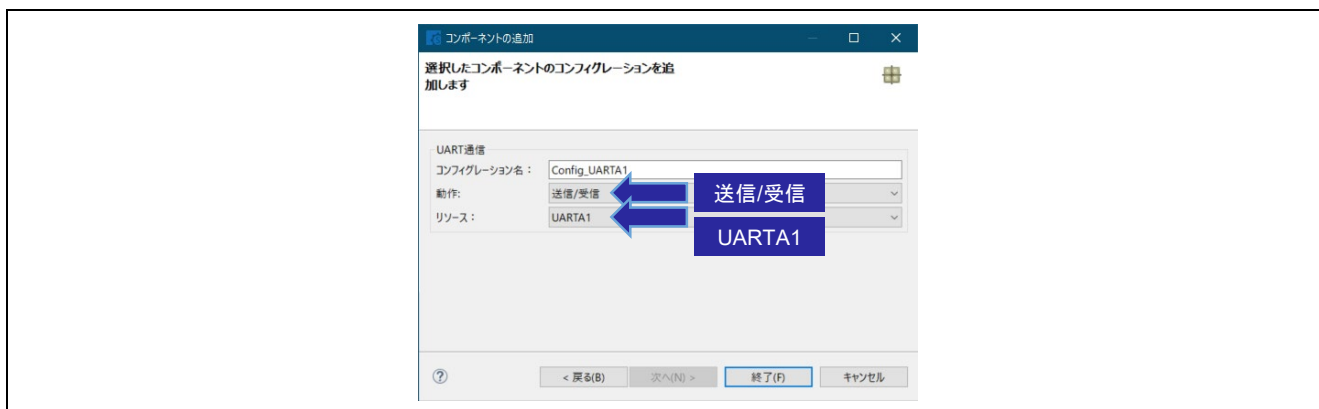 コンポーネントの追加
選択したコンポーネントのコンフィグレーションを追
加します
UART通信
コンフィグレーション名： Config_UARTA1
動作: 送信/受信 送信/受信
リソース： UARTA1 UARTA1
< 戻る(B) 次へ(N) > 終了(F) キャンセル